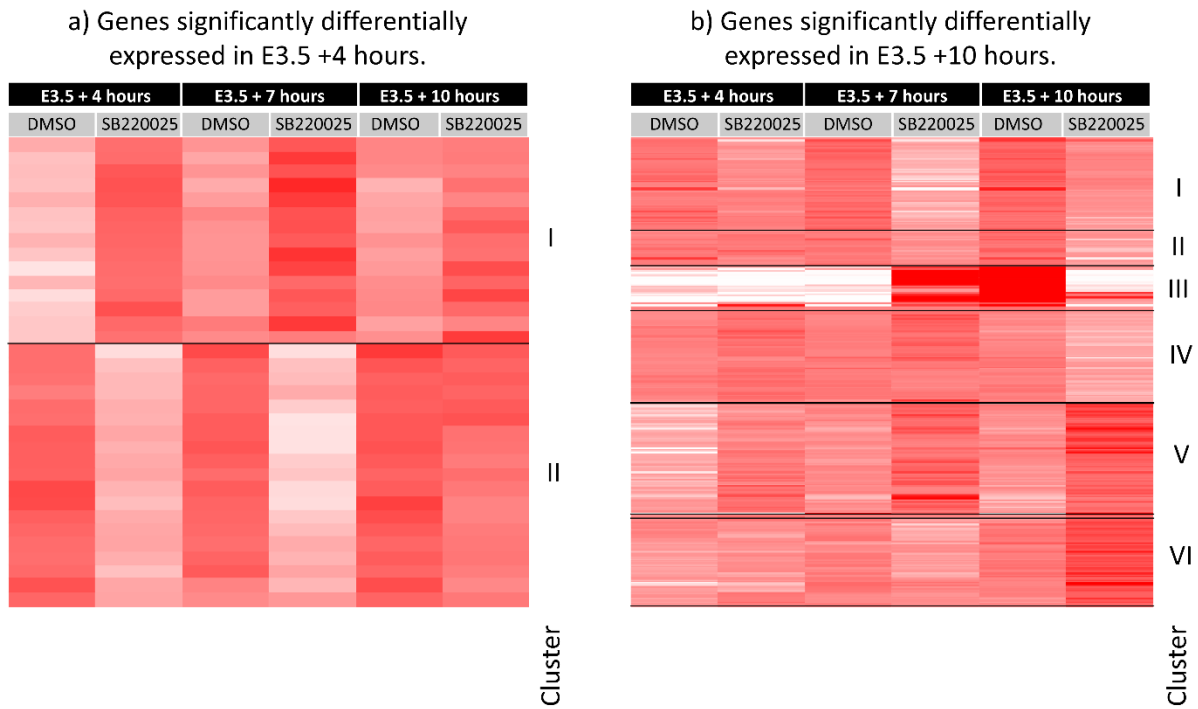 a) Genes significantly differentially
expressed in E3.5 +4 hours.
E3.5 + 4 hours E3.5 + 7 hours E3.5 + 10 hours
DMSO SB220025 DMSO SB220025 DMSO SB220025
I
II
Cluster
b) Genes significantly differentially
expressed in E3.5 +10 hours.
E3.5 + 4 hours E3.5 + 7 hours E3.5 + 10 hours
DMSO SB220025 DMSO SB220025 DMSO SB220025
I
II
III
IV
V
VI
Cluster